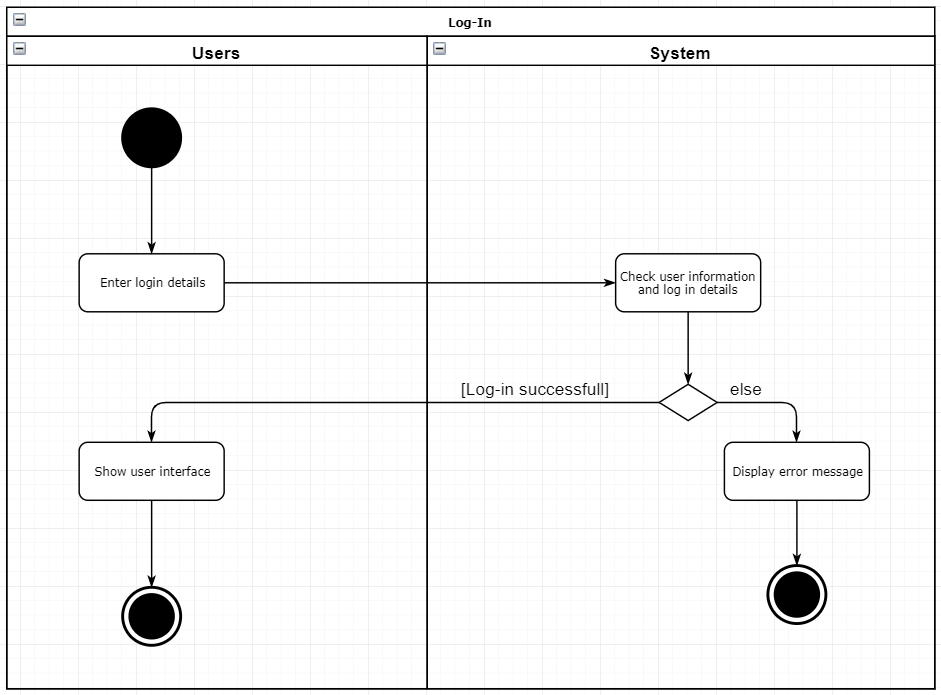 Log-In
Users
System
Enter login details
Check user information
and log in details
[Log-in successfull]
else
Show user interface
Display error message